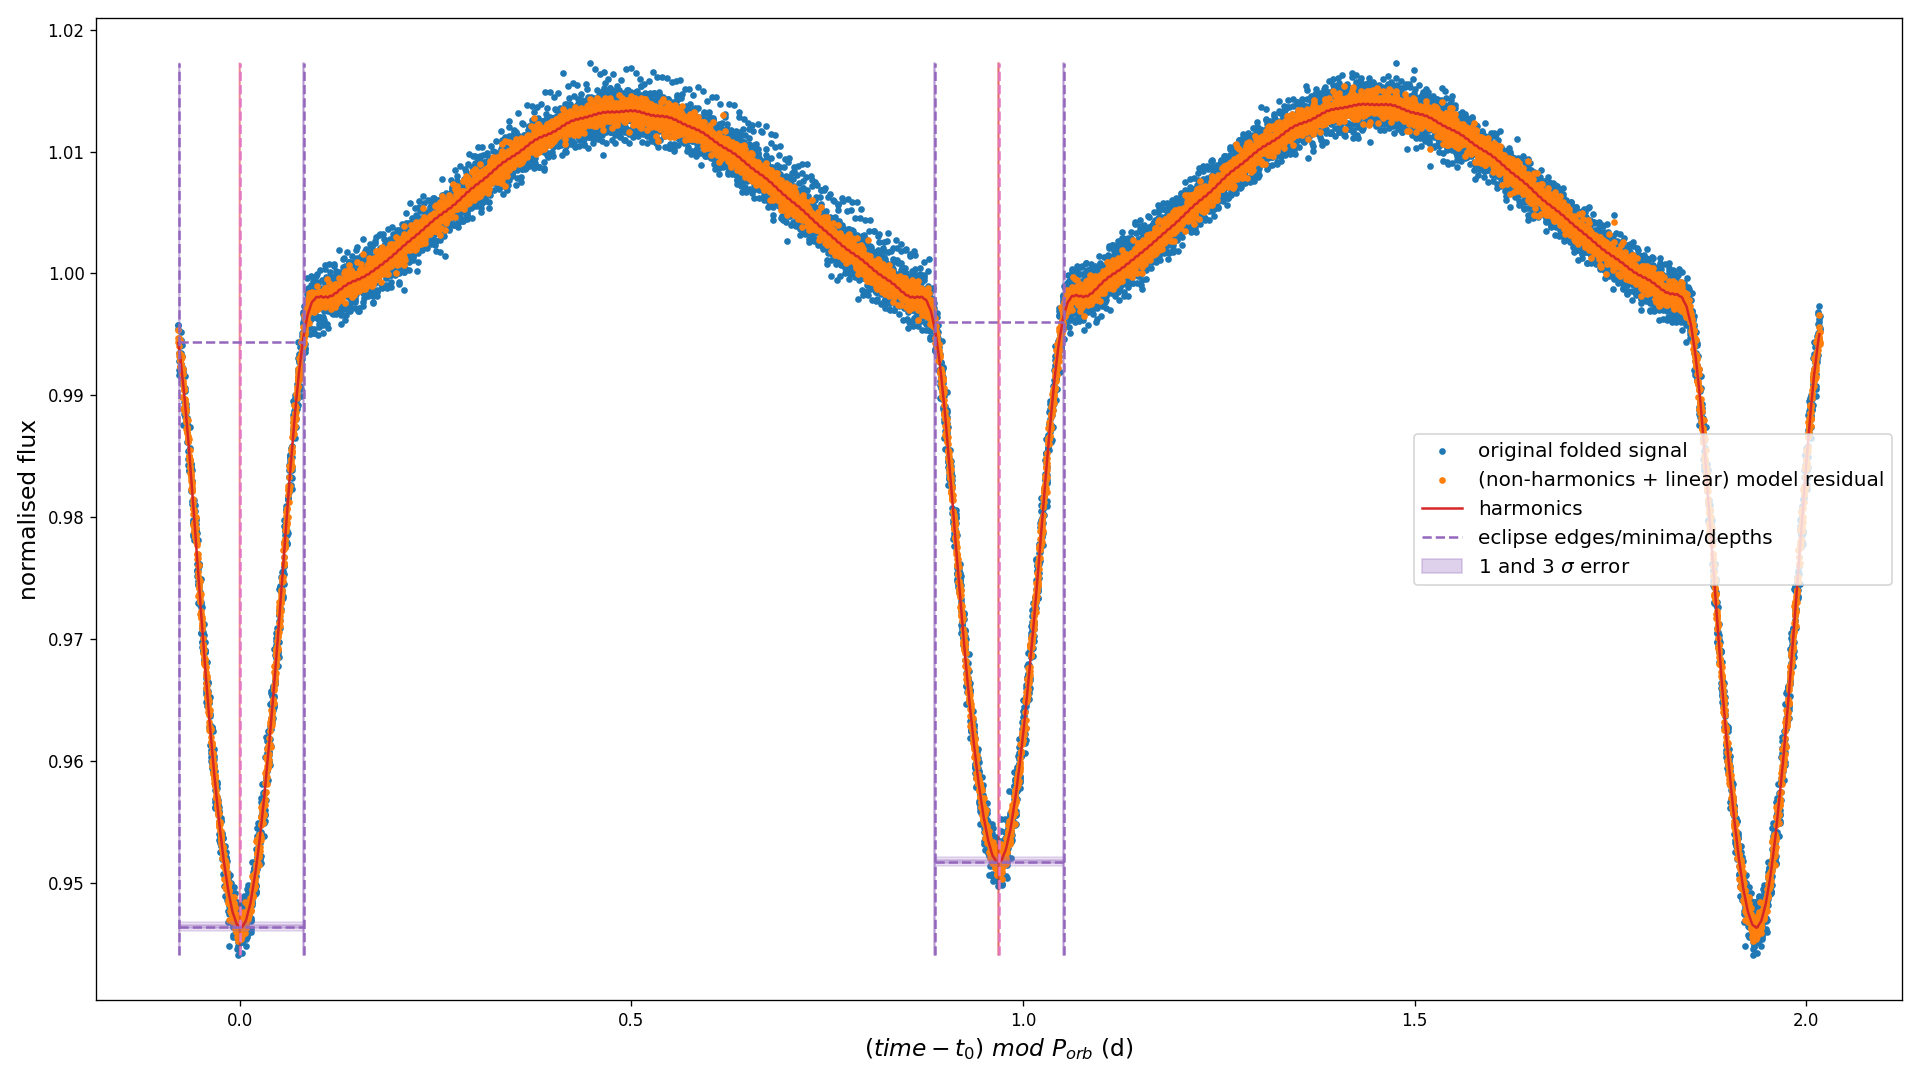 1.02
1.01
1.00
0.99
0.98
0.97
0.96
0.95
normalised flux
original folded signal
(non-harmonics + linear) model residual
harmonics
eclipse edges/minima/depths
1 and 3 σ error
0.0 0.5 1.0 1.5 2.0
(time − t₀) mod P_orb (d)